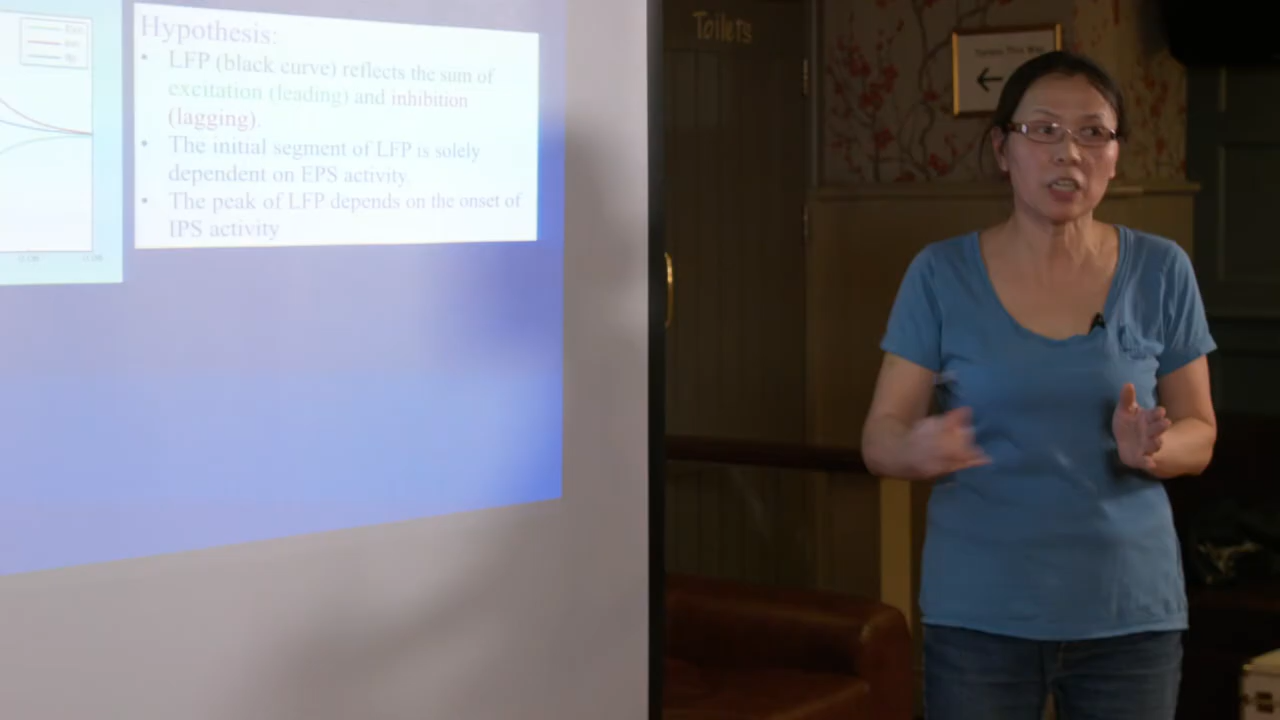 Hypothesis:
• LFP (black curve) reflects the sum of
excitation (leading) and inhibition
(lagging).
• The initial segment of LFP is solely
dependent on EPS activity
• The peak of LFP depends on the onset of
IPS activity
Toilets